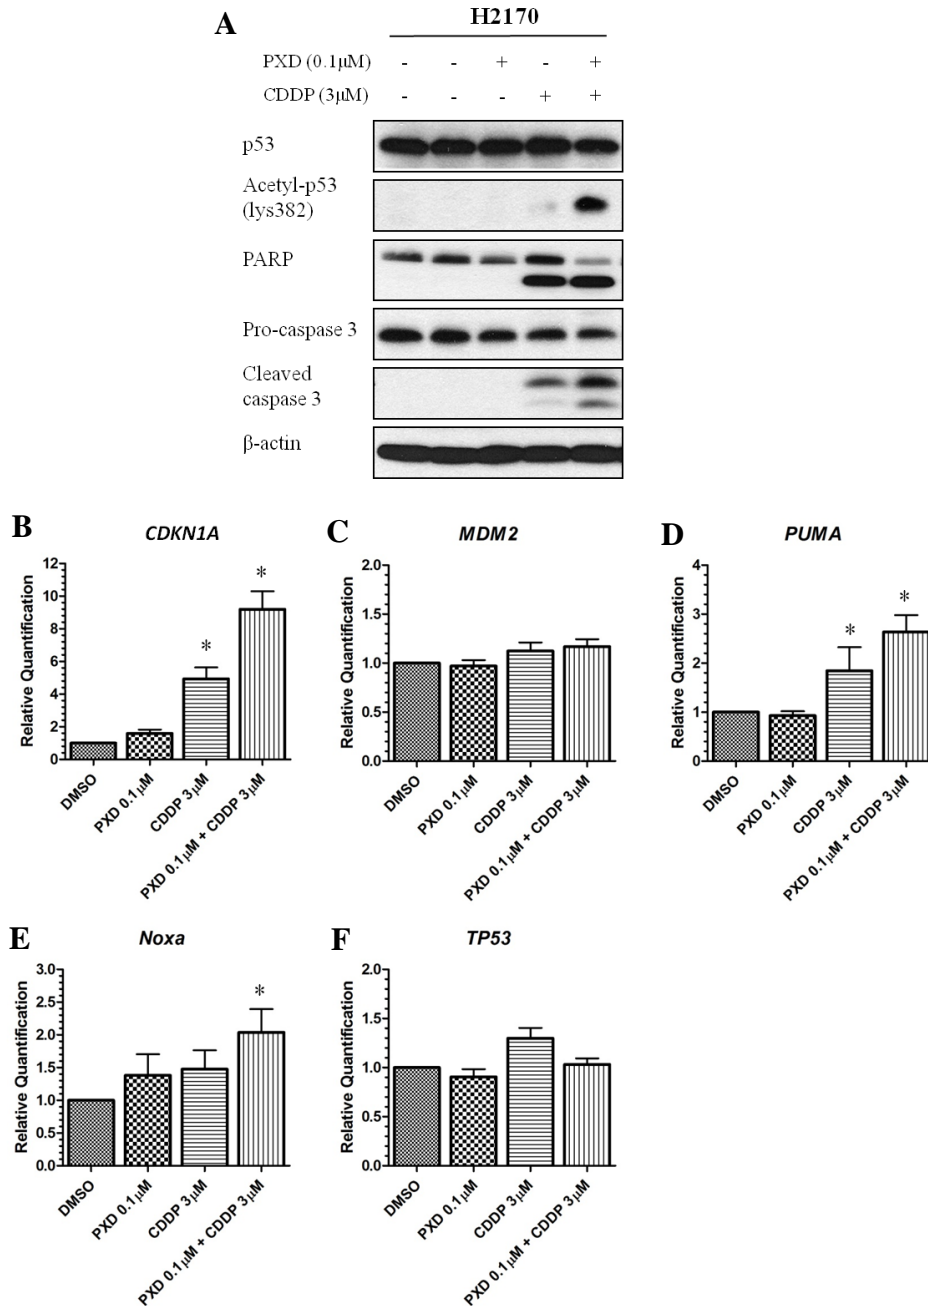 A
H2170
PXD (0.1µM) - - + - +
CDDP (3µM) - - - + +
p53
Acetyl-p53
(lys382)
PARP
Pro-caspase 3
Cleaved
caspase 3
β-actin
B
CDKN1A
Relative Quantification
12
10
8
6
4
2
0
*
*
DMSO
PXD 0.1µM
CDDP 3µM
PXD 0.1µM + CDDP 3µM
C
MDM2
Relative Quantification
2.0
1.5
1.0
0.5
0.0
DMSO
PXD 0.1µM
CDDP 3µM
PXD 0.1µM + CDDP 3µM
D
PUMA
Relative Quantification
4
3
2
1
0
*
*
DMSO
PXD 0.1µM
CDDP 3µM
PXD 0.1µM + CDDP 3µM
E
Noxa
Relative Quantification
3.0
2.5
2.0
1.5
1.0
0.5
0.0
*
DMSO
PXD 0.1µM
CDDP 3µM
PXD 0.1µM + CDDP 3µM
F
TP53
Relative Quantification
2.0
1.5
1.0
0.5
0.0
DMSO
PXD 0.1µM
CDDP 3µM
PXD 0.1µM + CDDP 3µM